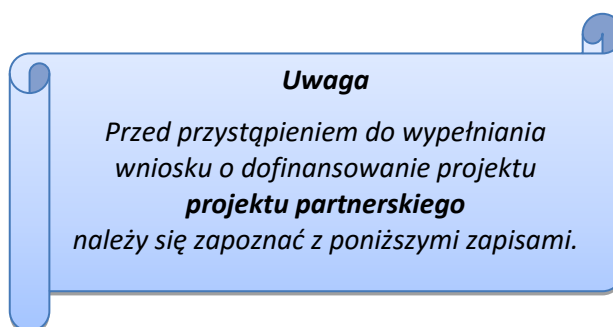 Uwaga
Przed przystąpieniem do wypełniania
wniosku o dofinansowanie projektu
projektu partnerskiego
należy się zapoznać z poniższymi zapisami.